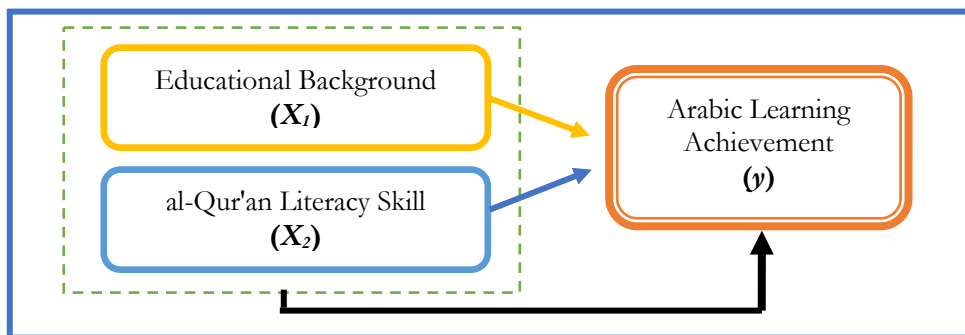 Educational Background
(X₁)
al-Qur'an Literacy Skill
(X₂)
Arabic Learning
Achievement
(y)